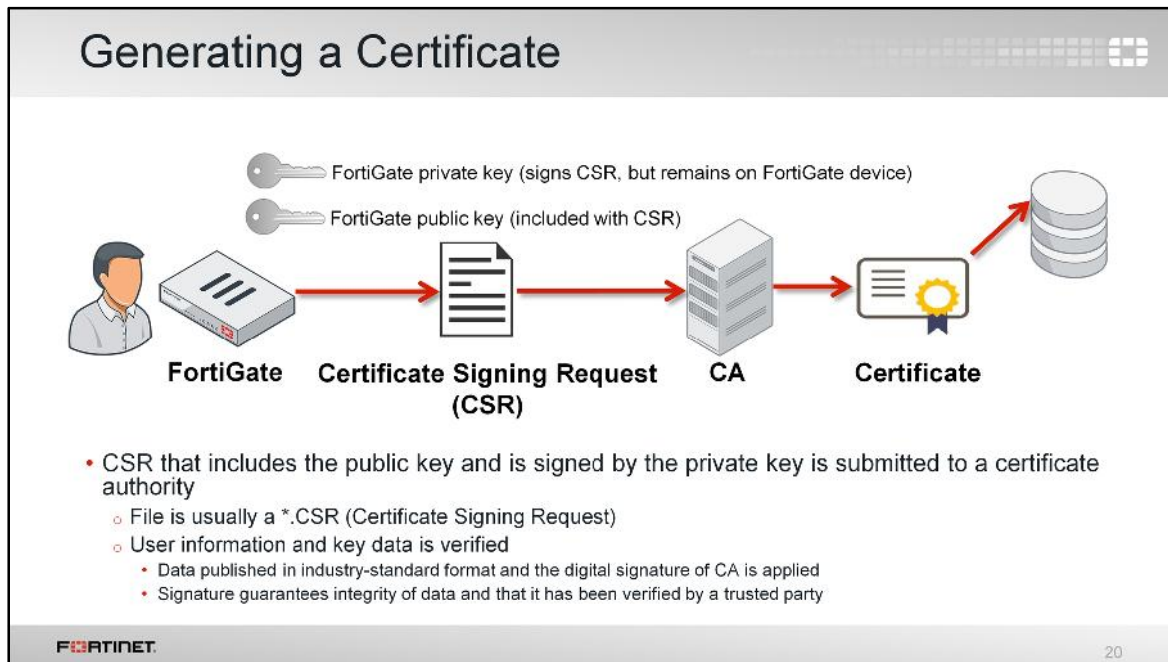 Generating a Certificate
FortiGate private key (signs CSR, but remains on FortiGate device)
FortiGate public key (included with CSR)
FortiGate
Certificate Signing Request
(CSR)
CA
Certificate
• CSR that includes the public key and is signed by the private key is submitted to a certificate
authority
o File is usually a *.CSR (Certificate Signing Request)
o User information and key data is verified
• Data published in industry-standard format and the digital signature of CA is applied
• Signature guarantees integrity of data and that it has been verified by a trusted party
FORTINET.
20